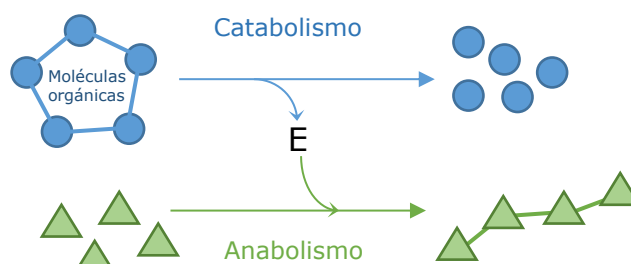 Catabolismo
Moléculas
orgánicas
E
Anabolismo